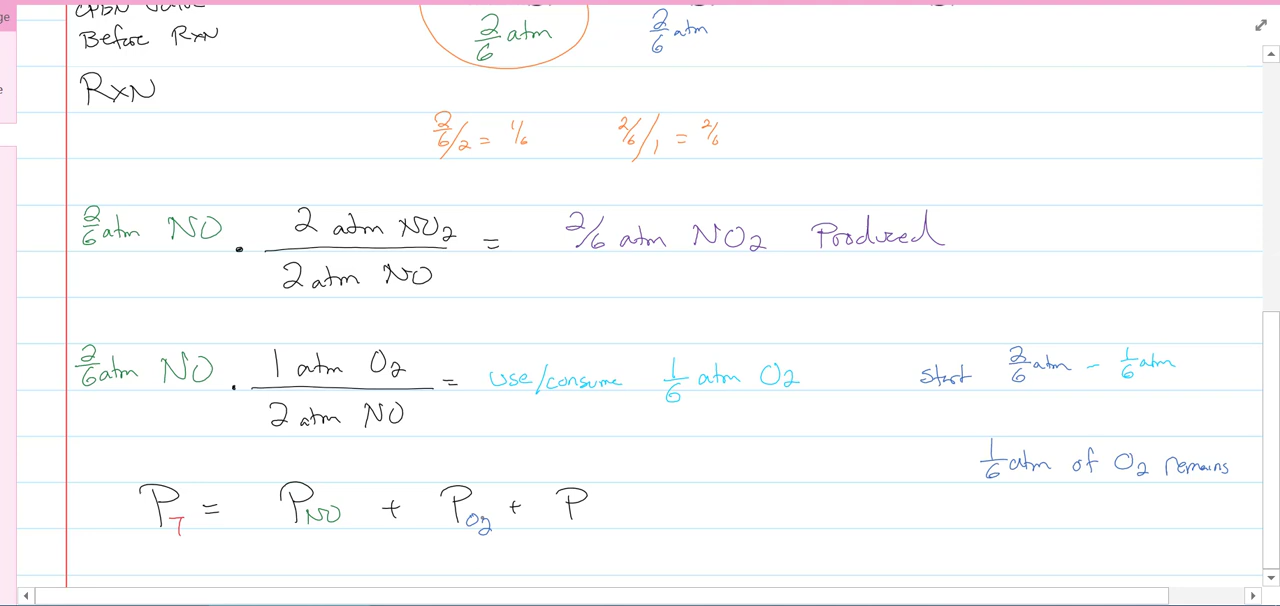 ge
Before RXN
2/6 atm 2/6 atm
e
RXN
2/6/2 = 1/6 2/6/1 = 2/6
2/6 atm NO · 2 atm NO2 / 2 atm NO = 2/6 atm NO2 Produced
2/6 atm NO · 1 atm O2 / 2 atm NO = use/consume 1/6 atm O2 Start 2/6 atm - 1/6 atm
1/6 atm of O2 remains
PT = PNO + PO2 + P